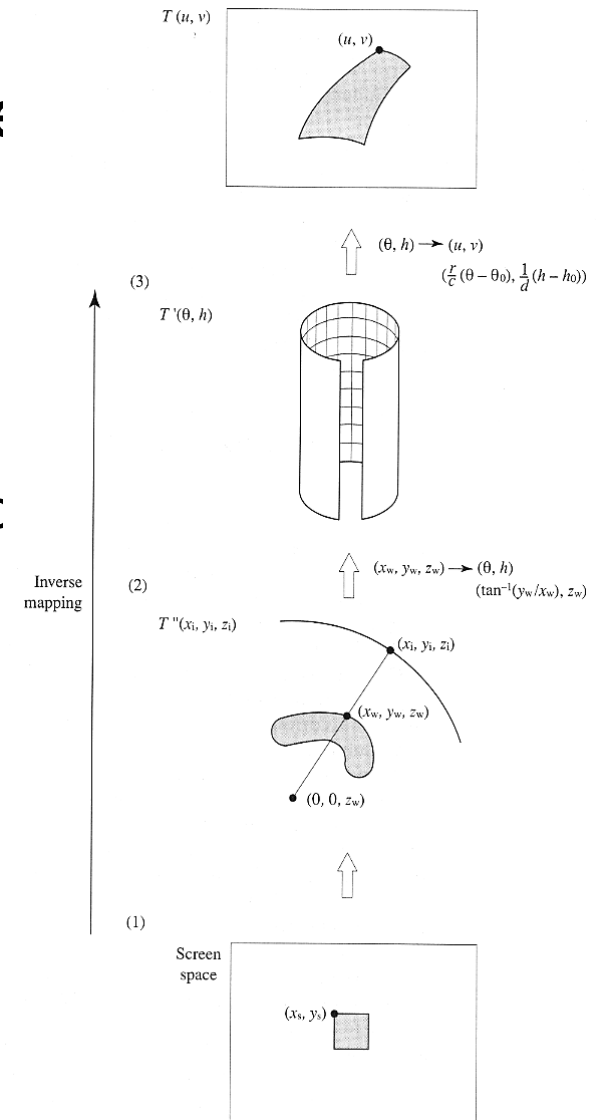 T (u, v)
(u, v)
(θ, h) → (u, v)
(r/c (θ – θ₀), 1/d (h – h₀))
(3)
T '(θ, h)
(xw, yw, zw) → (θ, h)
(tan⁻¹(yw/xw), zw)
Inverse
mapping
(2)
T "(xi, yi, zi)
(xi, yi, zi)
(xw, yw, zw)
(0, 0, zw)
(1)
Screen
space
(xs, ys)